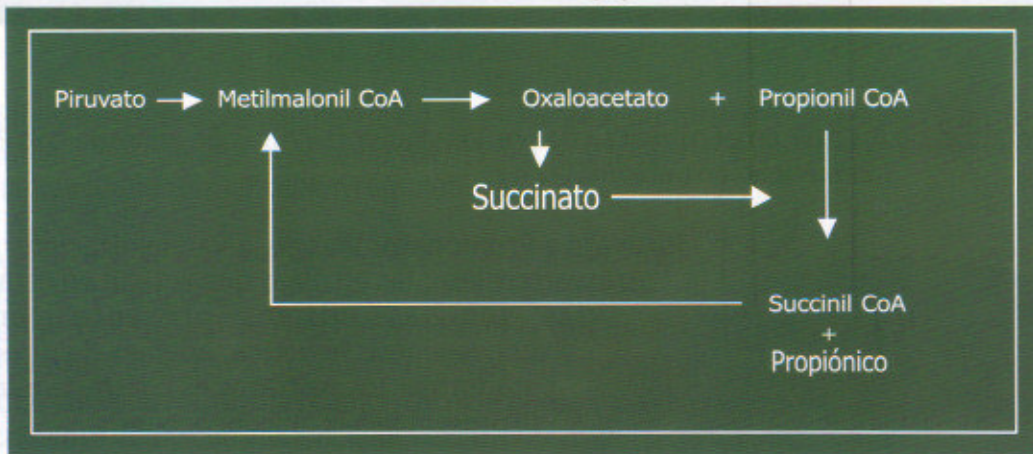 Piruvato Metilmalonil CoA Oxaloacetato + Propionil CoA
Succinato
Succinil CoA
+
Propiónico